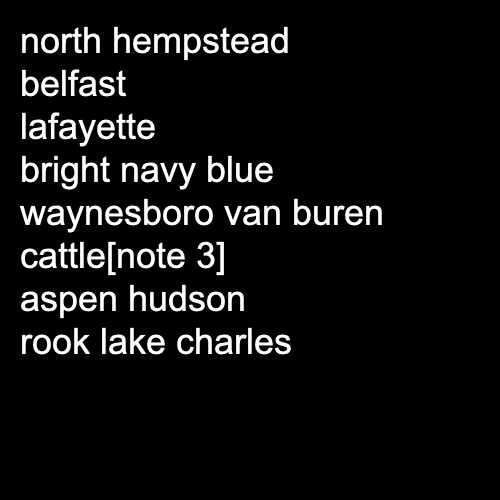 north hempstead
belfast
lafayette
bright navy blue
waynesboro van buren
cattle[note 3]
aspen hudson
rook lake charles